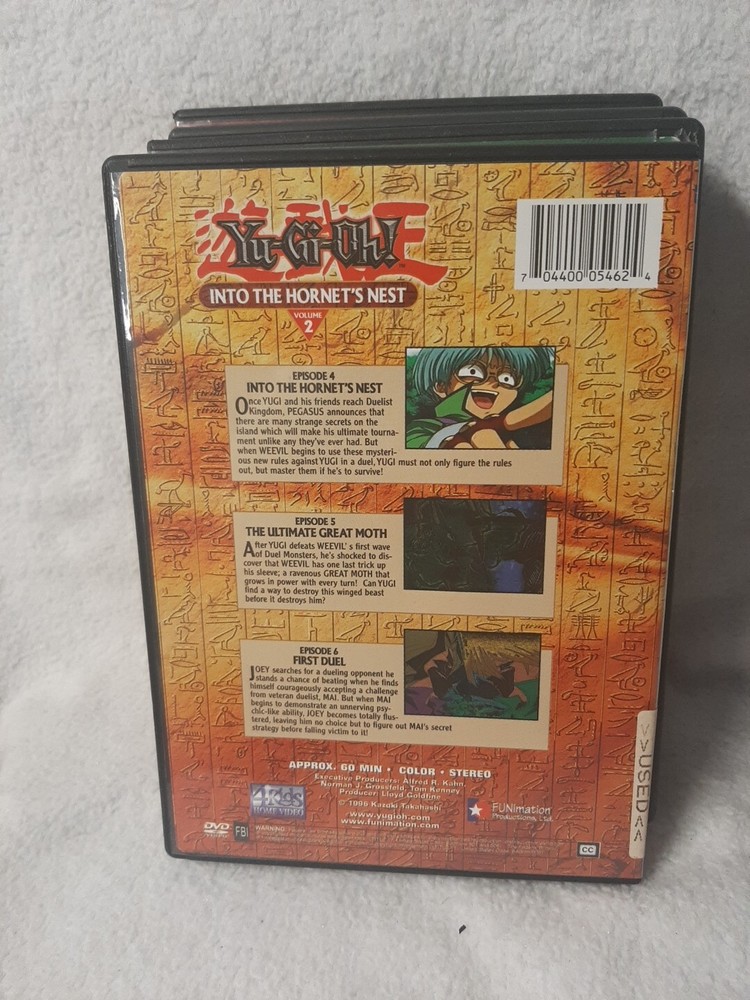 遊戯王
Yu-Gi-Oh!
INTO THE HORNET'S NEST
VOLUME
2
7 04400 05462 4
EPISODE 4
INTO THE HORNET'S NEST
Once YUGI and his friends reach Duelist
Kingdom, PEGASUS announces that
there are many strange secrets on the
island which will make his ultimate tourna-
ment unlike any they've ever had. But
when WEEVIL begins to use these mysteri-
ous new rules against YUGI in a duel, YUGI must not only figure the rules
out, but master them if he's to survive!
EPISODE 5
THE ULTIMATE GREAT MOTH
After YUGI defeats WEEVIL' s first wave
of Duel Monsters, he's shocked to dis-
cover that WEEVIL has one last trick up
his sleeve; a ravenous GREAT MOTH that
grows in power with every turn! Can YUGI
find a way to destroy this winged beast
before it destroys him?
EPISODE 6
FIRST DUEL
JOEY searches for a dueling opponent he
stands a chance of beating when he finds
himself courageously accepting a challenge
from veteran duelist, MAI. But when MAI
begins to demonstrate an unnerving psy-
chic-like ability, JOEY becomes totally flus-
tered, leaving him no choice but to figure out MAI's secret
strategy before falling victim to it!
APPROX. 60 MIN • COLOR • STEREO
Executive Producers: Alfred R. Kahn,
Norman J. Grossfeld, Tom Kenney
Producer: Lloyd Goldfine
© 1996 Kazuki Takahashi
www.yugioh.com
www.funimation.com
4Kids
HOME VIDEO
FUNimation
Productions, Ltd.
DVD
VIDEO
FBI
WARNING:
CC
USED